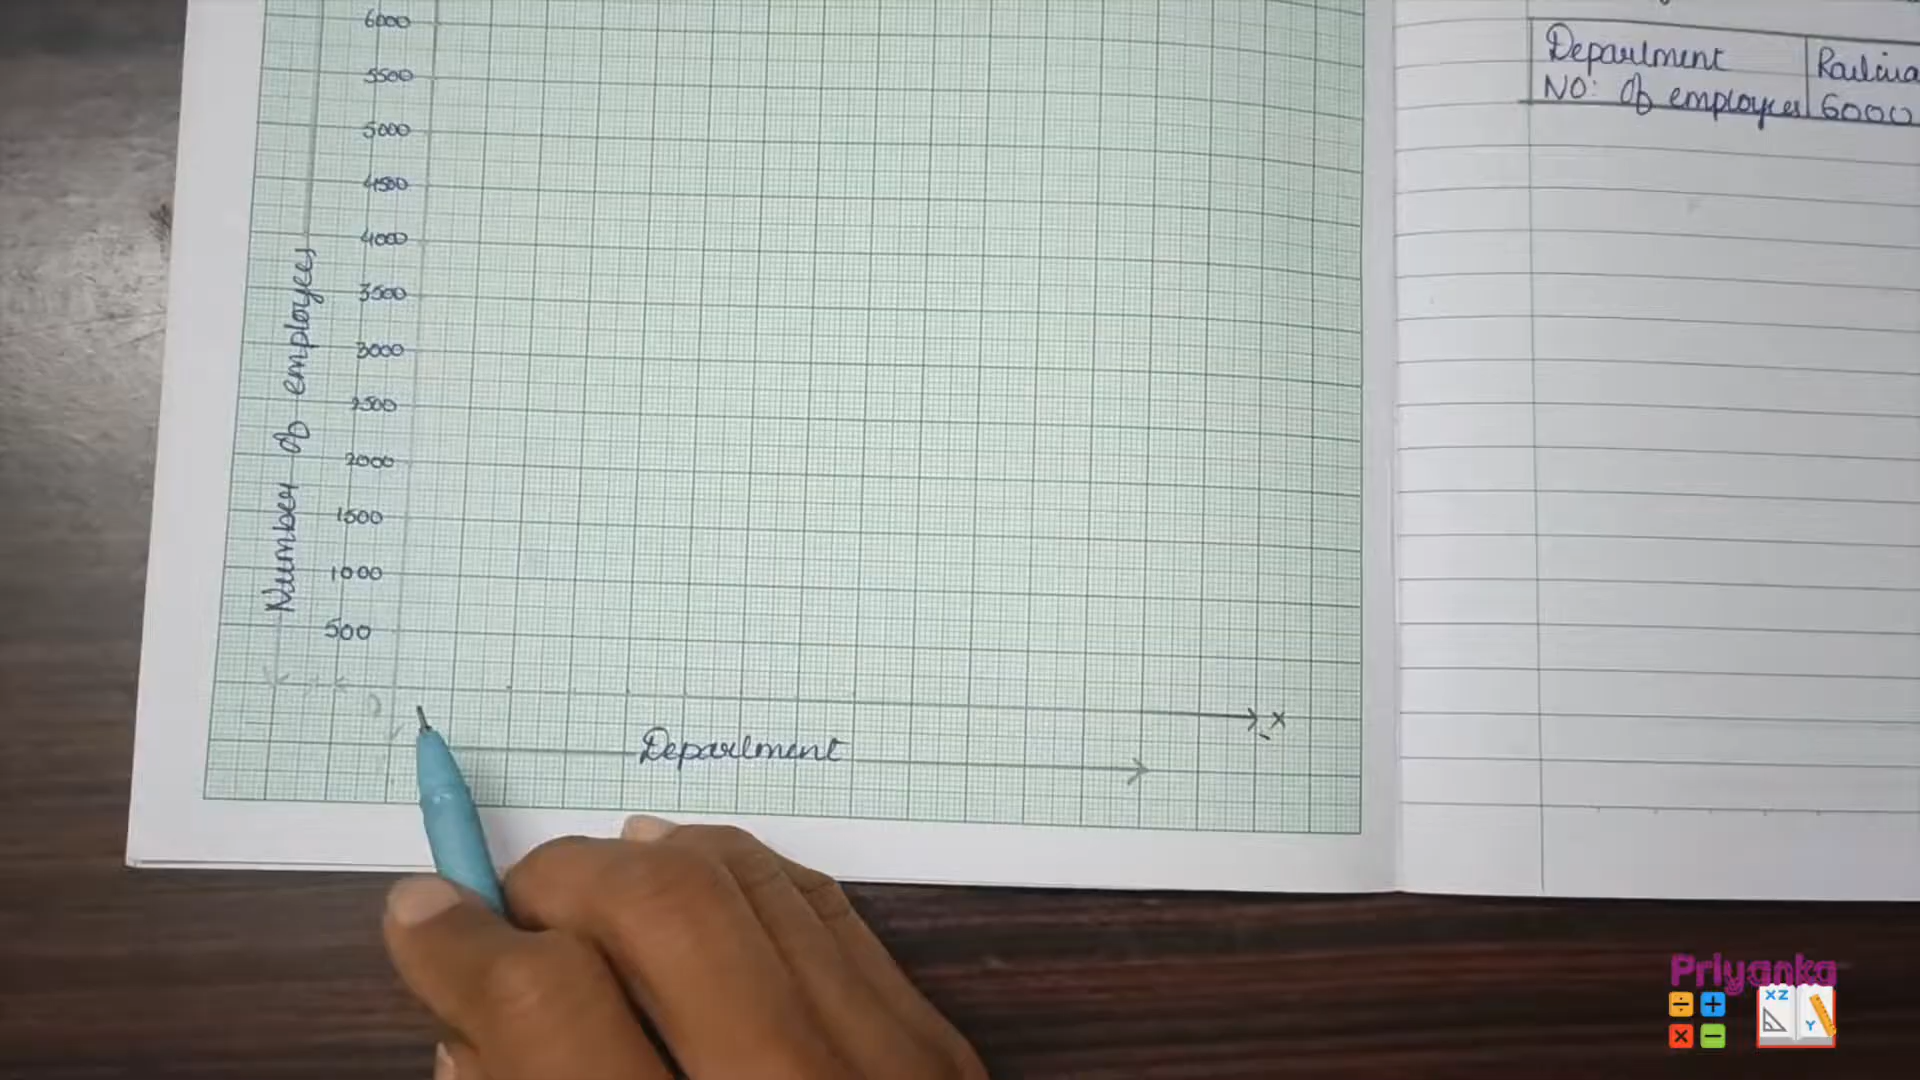 6000
5500
5000
4500
4000
3500
3000
2500
2000
1500
1000
500
Number of employees
X
Department
Department
NO: Of employees 6000
Priyanka
XZ
Y